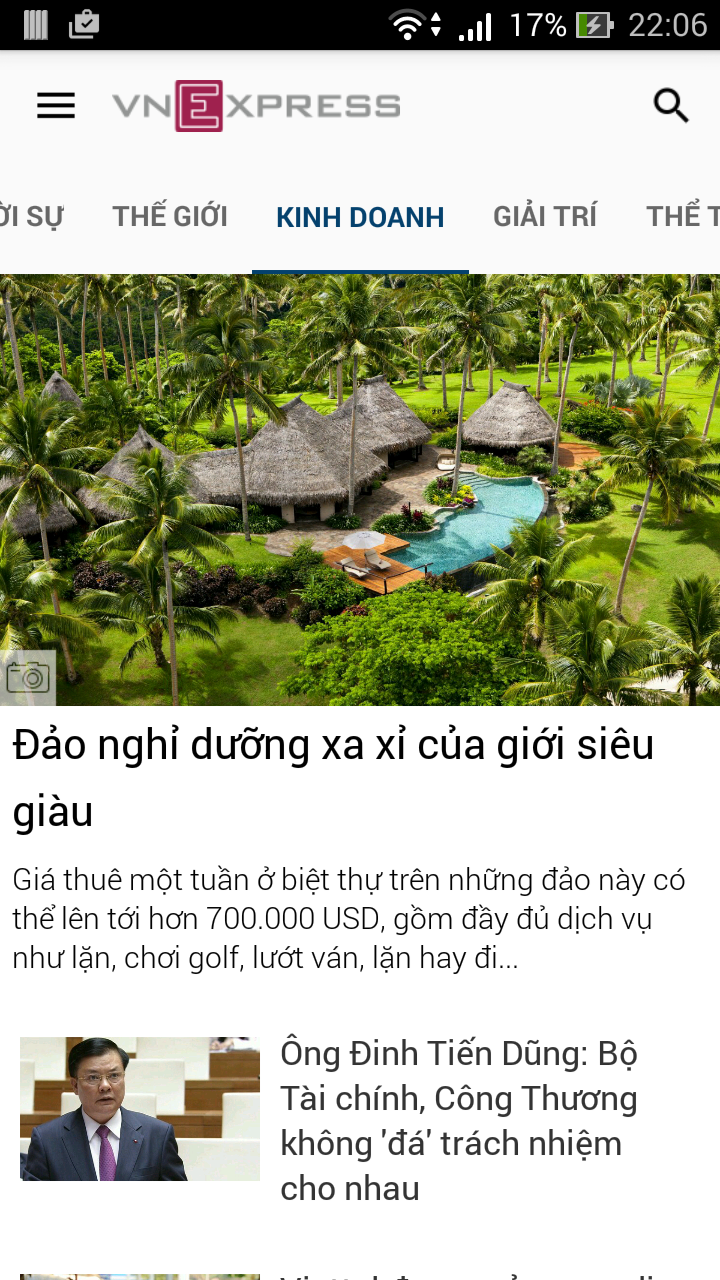 17% 22:06
VNEXPRESS
ỜI SỰ THẾ GIỚI KINH DOANH GIẢI TRÍ THỂ T
Đảo nghỉ dưỡng xa xỉ của giới siêu
giàu
Giá thuê một tuần ở biệt thự trên những đảo này có
thể lên tới hơn 700.000 USD, gồm đầy đủ dịch vụ
như lặn, chơi golf, lướt ván, lặn hay đi...
Ông Đinh Tiến Dũng: Bộ
Tài chính, Công Thương
không 'đá' trách nhiệm
cho nhau